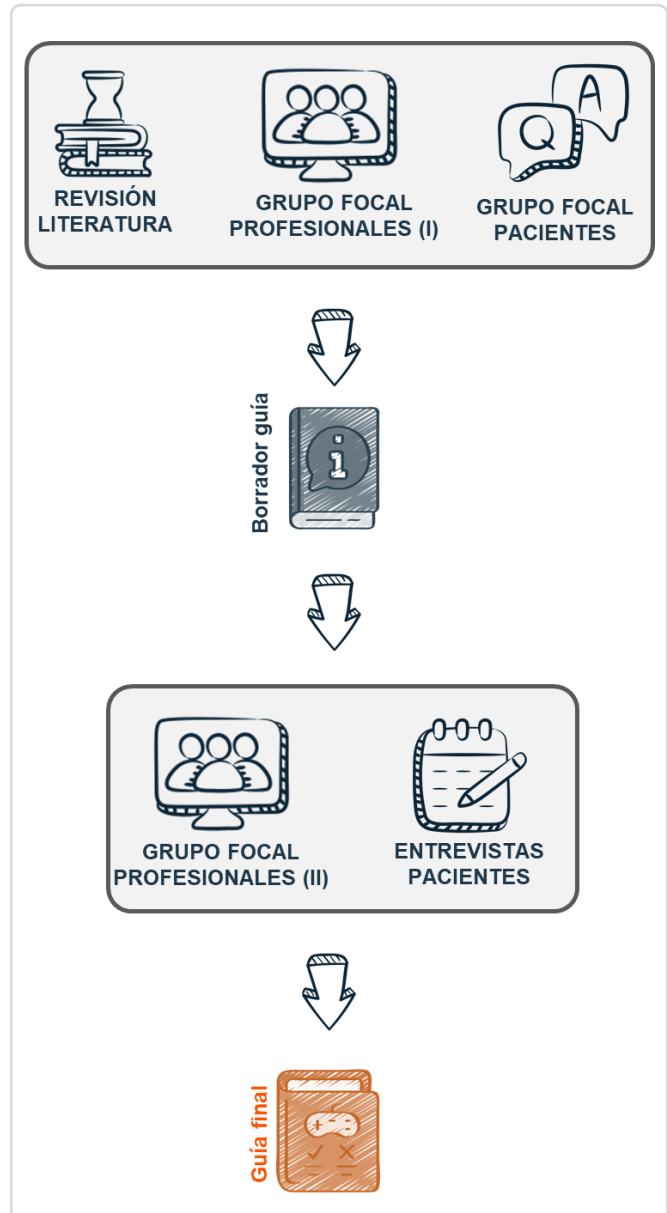 Q
A
REVISIÓN
LITERATURA
GRUPO FOCAL
PROFESIONALES (I)
GRUPO FOCAL
PACIENTES
Borrador guía
i
GRUPO FOCAL
PROFESIONALES (II)
ENTREVISTAS
PACIENTES
Guía final